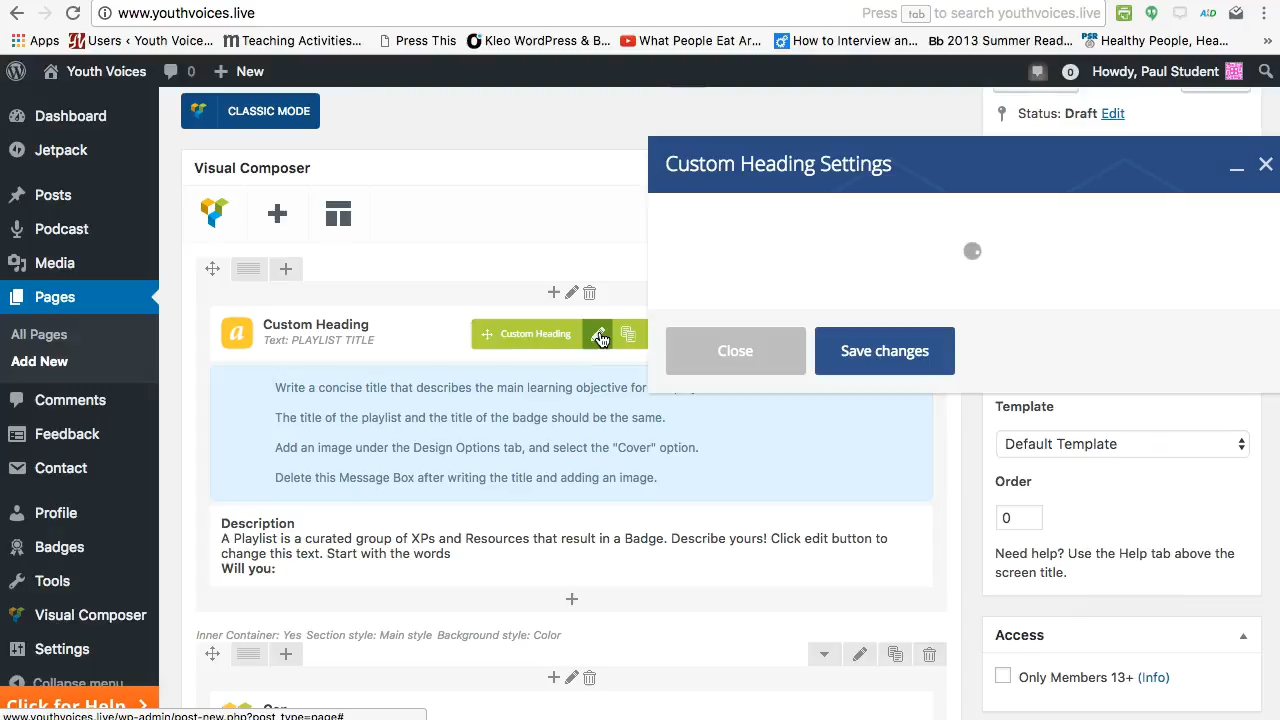 www.youthvoices.live
Press tab to search youthvoices.live
Apps
Users ‹ Youth Voice...
Teaching Activities...
Press This
Kleo WordPress & B...
What People Eat Ar...
How to Interview an...
Bb 2013 Summer Read...
Healthy People, Hea...
»
Youth Voices
0
New
0
Howdy, Paul Student
Dashboard
Jetpack
Posts
Podcast
Media
Pages
All Pages
Add New
Comments
Feedback
Contact
Profile
Badges
Tools
Visual Composer
Settings
Collapse menu
Click for Help
www.youthvoices.live/wp-admin/post-new.php?post_type=page#
CLASSIC MODE
Visual Composer
a
Custom Heading
Text: PLAYLIST TITLE
Custom Heading
Write a concise title that describes the main learning objective for
The title of the playlist and the title of the badge should be the same.
Add an image under the Design Options tab, and select the "Cover" option.
Delete this Message Box after writing the title and adding an image.
Description
A Playlist is a curated group of XPs and Resources that result in a Badge. Describe yours! Click edit button to
change this text. Start with the words
Will you:
Inner Container: Yes Section style: Main style Background style: Color
Status: Draft Edit
Custom Heading Settings
Close
Save changes
Template
Default Template
Order
0
Need help? Use the Help tab above the
screen title.
Access
Only Members 13+ (Info)